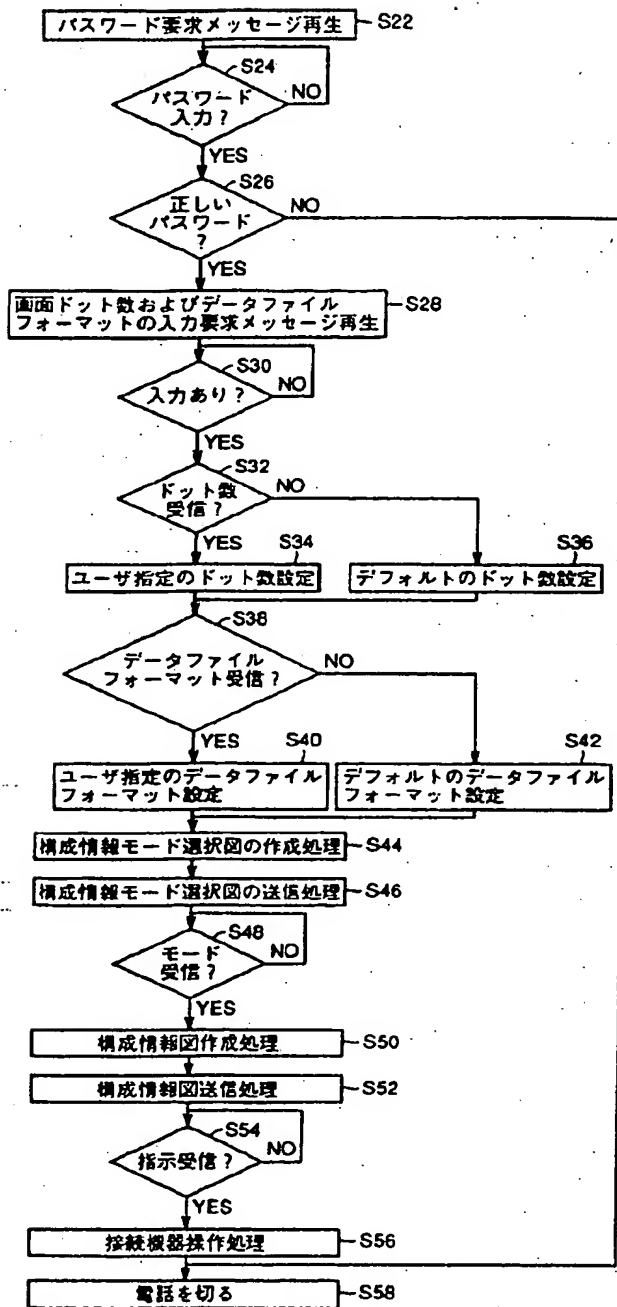 パスワード要求メッセージ再生
S22
S24
パスワード
入力？
NO
YES
S26
正しい
パスワード
？
NO
YES
画面ドット数およびデータファイル
フォーマットの入力要求メッセージ再生
S28
S30
入力あり？
NO
YES
S32
ドット数
受信？
NO
YES
S34
ユーザ指定のドット数設定
S36
デフォルトのドット数設定
S38
データファイル
フォーマット受信？
NO
YES
S40
ユーザ指定のデータファイル
フォーマット設定
S42
デフォルトのデータファイル
フォーマット設定
構成情報モード選択図の作成処理
S44
構成情報モード選択図の送信処理
S46
S48
モード
受信？
NO
YES
構成情報図作成処理
S50
構成情報図送信処理
S52
S54
指示受信？
NO
YES
接続機器操作処理
S56
電話を切る
S58